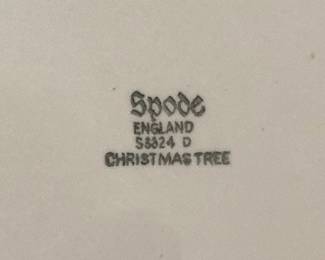 Spode
ENGLAND
S3324 D
CHRISTMAS TREE